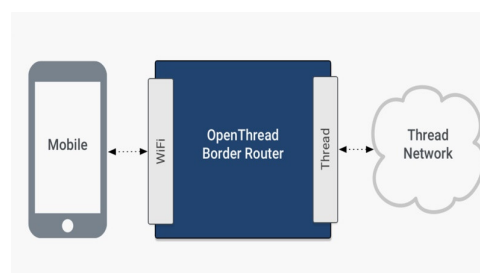 Mobile
WiFi
OpenThread
Border Router
Thread
Thread
Network